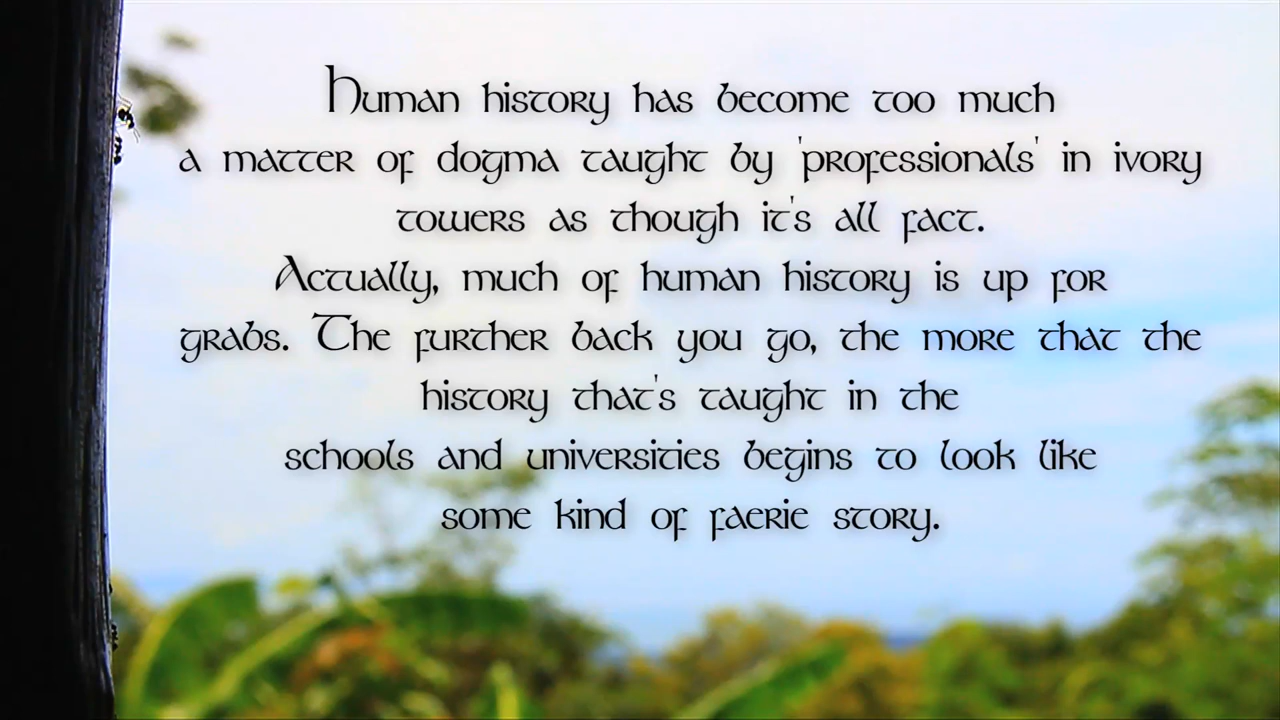 Human history has become too much
a matter of dogma taught by 'professionals' in ivory
towers as though it's all fact.
Actually, much of human history is up for
grabs. The further back you go, the more that the
history that's taught in the
schools and universities begins to look like
some kind of faerie story.